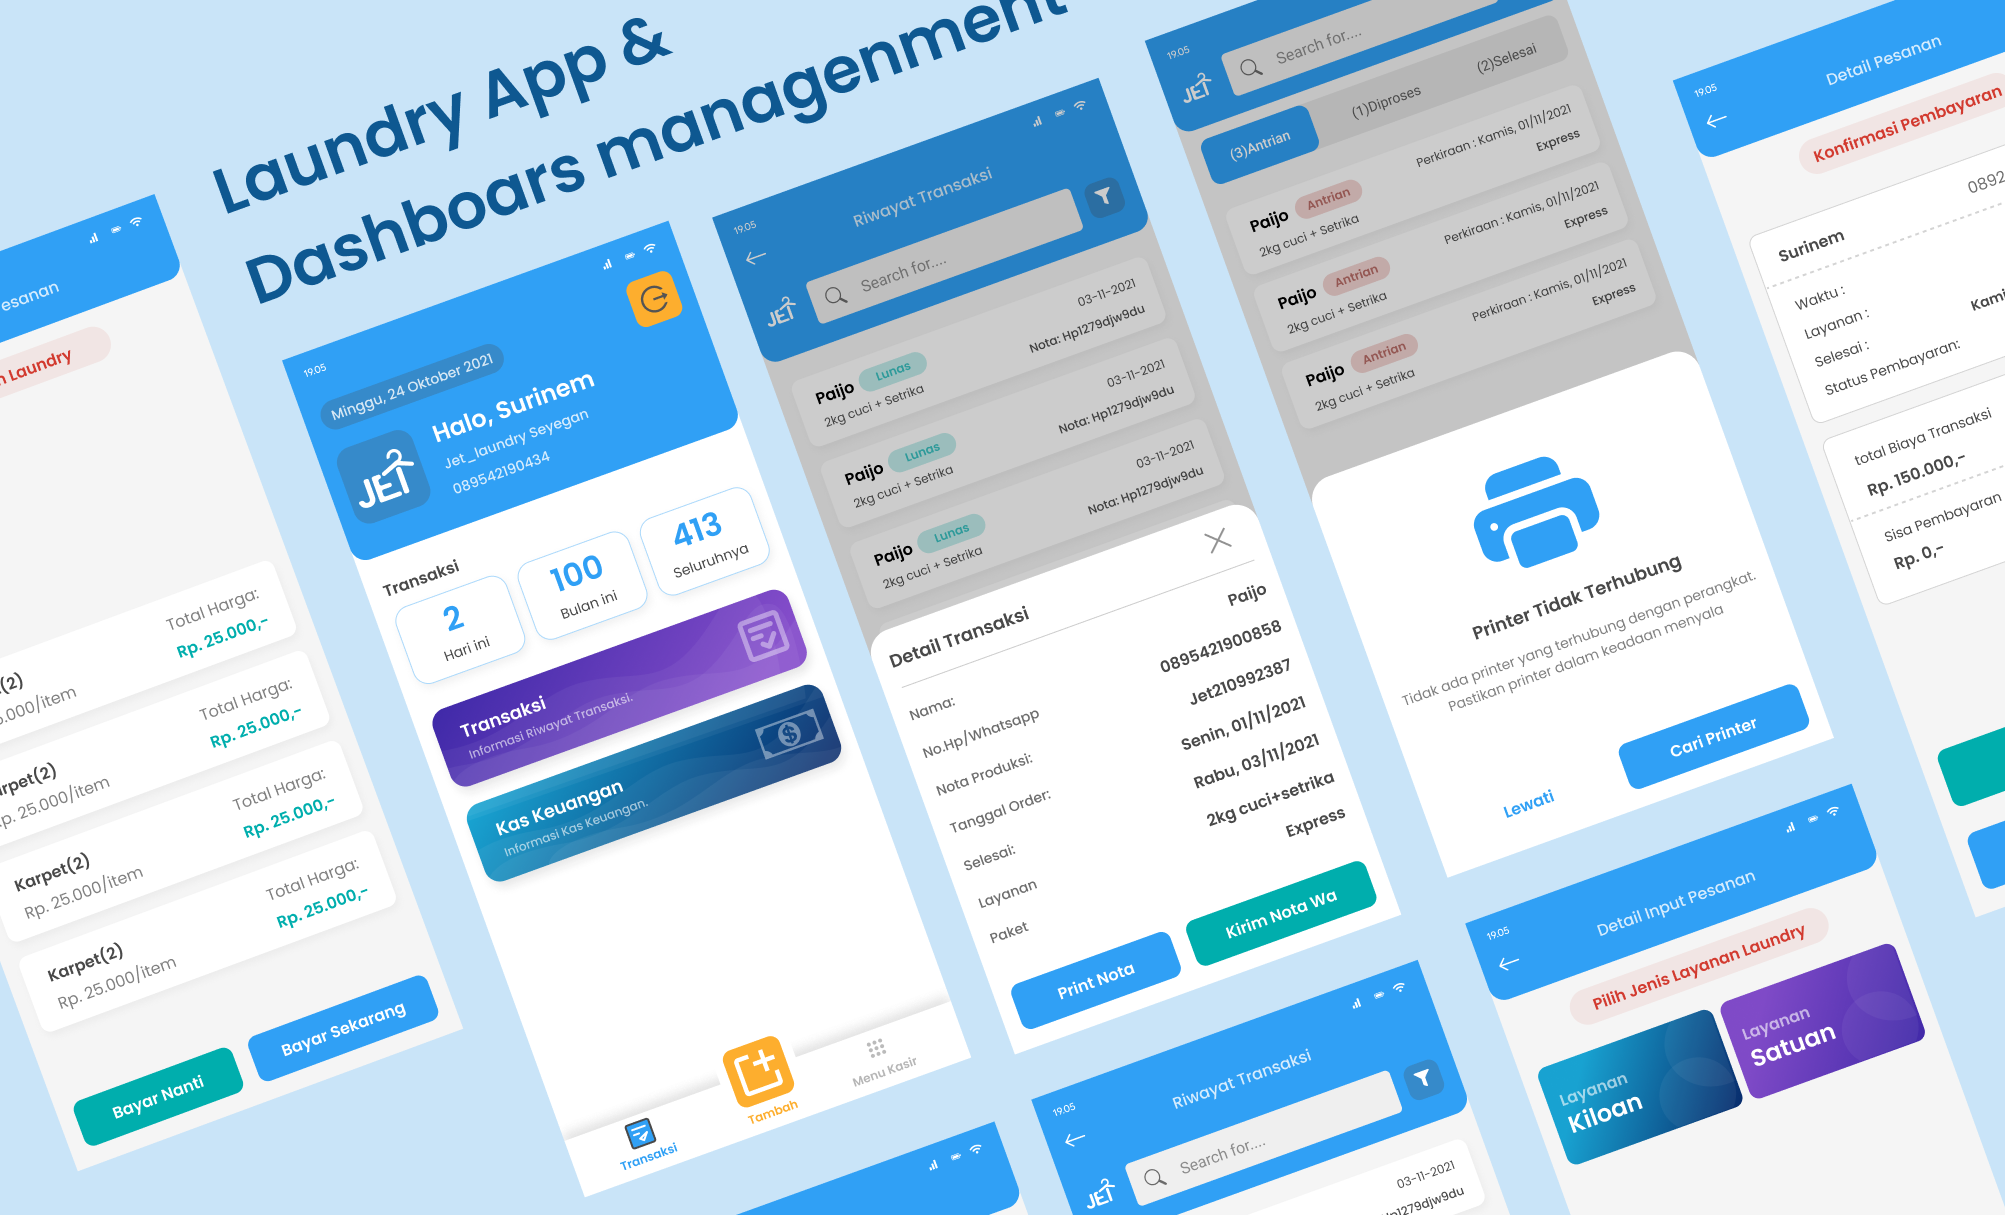 Laundry App &
Dashboars managenment
esanan
n Laundry
(2)
5.000/item
Total Harga:
Rp. 25.000,-
rpet(2)
p. 25.000/item
Total Harga:
Rp. 25.000,-
Karpet(2)
Rp. 25.000/item
Total Harga:
Rp. 25.000,-
Karpet(2)
Rp. 25.000/item
Total Harga:
Rp. 25.000,-
Bayar Nanti
Bayar Sekarang
19.05
Minggu, 24 Oktober 2021
JET
Halo, Surinem
Jet_laundry Seyegan
089542190434
Transaksi
2
Hari ini
100
Bulan ini
413
Seluruhnya
Transaksi
Informasi Riwayat Transaksi.
Kas Keuangan
Informasi Kas Keuangan.
Transaksi
Tambah
Menu Kasir
19.05
Riwayat Transaksi
JET
Search for....
Paijo
Lunas
2kg cuci + Setrika
03-11-2021
Nota: Hp1279djw9du
Paijo
Lunas
2kg cuci + Setrika
03-11-2021
Nota: Hp1279djw9du
Paijo
Lunas
2kg cuci + Setrika
03-11-2021
Nota: Hp1279djw9du
Detail Transaksi
Nama:
Paijo
No.Hp/Whatsapp
0895421900858
Nota Produksi:
Jet210992387
Tanggal Order:
Senin, 01/11/2021
Selesai:
Rabu, 03/11/2021
Layanan
2kg cuci+setrika
Paket
Express
Print Nota
Kirim Nota Wa
19.05
JET
Search for....
(3)Antrian
(1)Diproses
(2)Selesai
Paijo
Antrian
2kg cuci + Setrika
Perkiraan : Kamis, 01/11/2021
Express
Paijo
Antrian
2kg cuci + Setrika
Perkiraan : Kamis, 01/11/2021
Express
Paijo
Antrian
2kg cuci + Setrika
Perkiraan : Kamis, 01/11/2021
Express
Printer Tidak Terhubung
Tidak ada printer yang terhubung dengan perangkat.
Pastikan printer dalam keadaan menyala
Lewati
Cari Printer
19.05
Detail Pesanan
Konfirmasi Pembayaran
Surinem
0892
Waktu :
Layanan :
Kami
Selesai :
Status Pembayaran:
total Biaya Transaksi
Rp. 150.000,-
Sisa Pembayaran
Rp. 0,-
19.05
Riwayat Transaksi
JET
Search for....
03-11-2021
p1279djw9du
19.05
Detail Input Pesanan
Pilih Jenis Layanan Laundry
Layanan
Kiloan
Layanan
Satuan